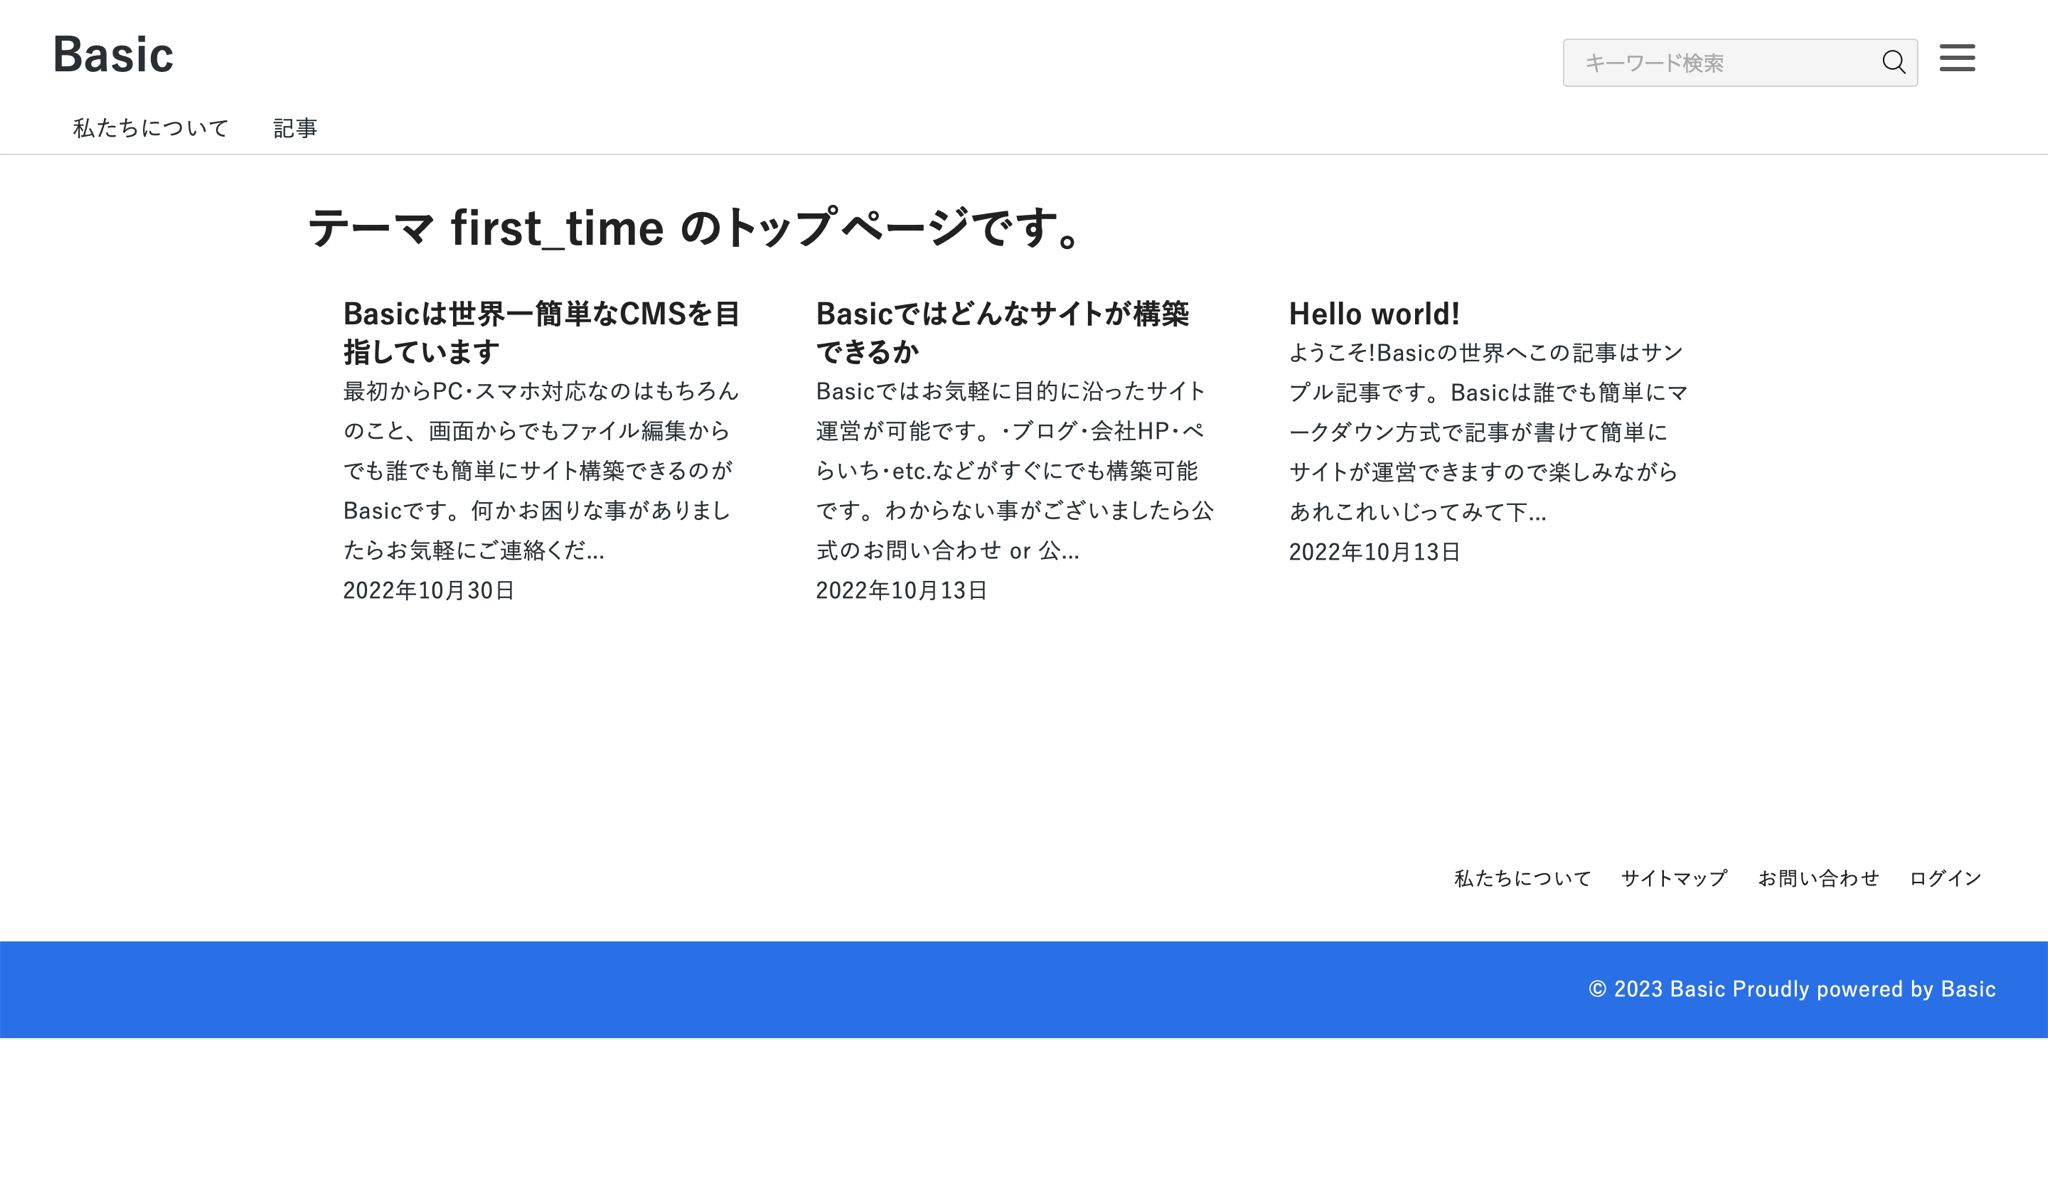 Basic
キーワード検索
私たちについて 記事
テーマ first_time のトップページです。
Basicは世界一簡単なCMSを目
指しています
最初からPC・スマホ対応なのはもちろん
のこと、画面からでもファイル編集から
でも誰でも簡単にサイト構築できるのが
Basicです。何かお困りな事がありまし
たらお気軽にご連絡くだ...
2022年10月30日
Basicではどんなサイトが構築
できるか
Basicではお気軽に目的に沿ったサイト
運営が可能です。・ブログ・会社HP・ペ
らいち・etc.などがすぐにでも構築可能
です。わからない事がございましたら公
式のお問い合わせ or 公...
2022年10月13日
Hello world!
ようこそ!Basicの世界へこの記事はサン
プル記事です。Basicは誰でも簡単にマ
ークダウン方式で記事が書けて簡単に
サイトが運営できますので楽しみながら
あれこれいじってみて下...
2022年10月13日
私たちについて サイトマップ お問い合わせ ログイン
© 2023 Basic Proudly powered by Basic